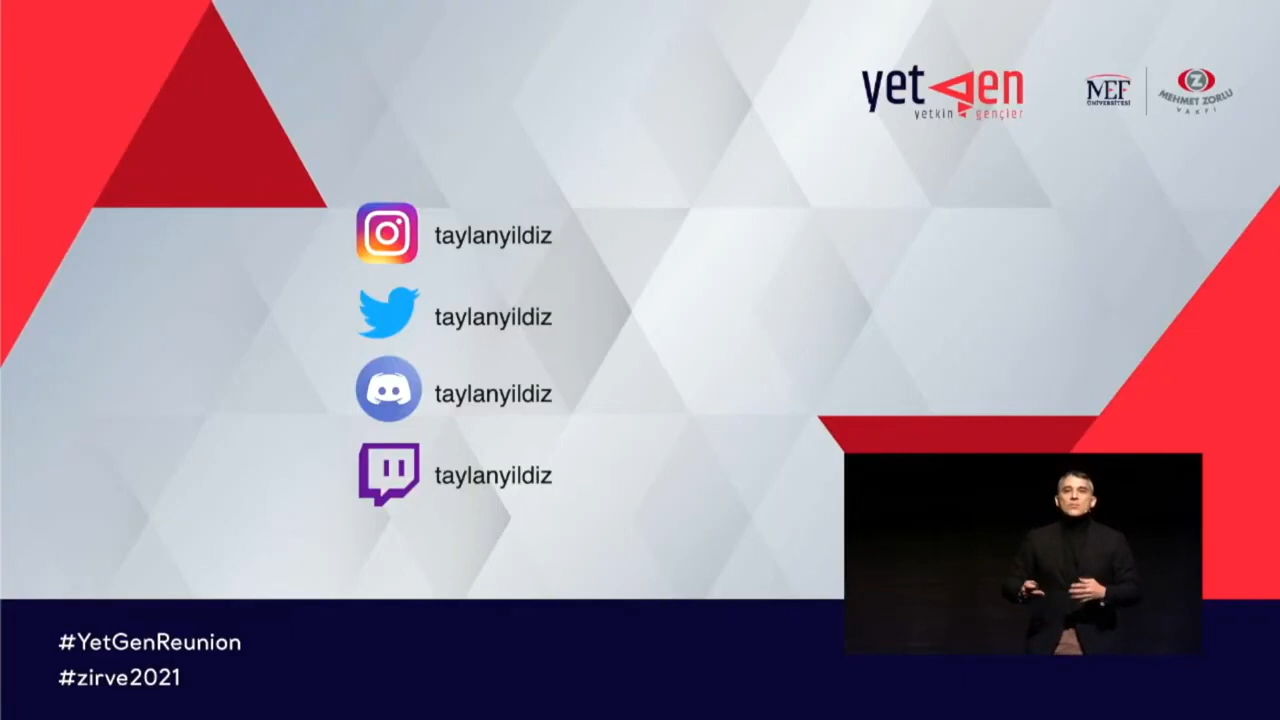 yetgen
yetkin gençler
MEF
ÜNİVERSİTESİ
Z
MEHMET ZORLU
VAKFI
taylanyildiz
taylanyildiz
taylanyildiz
taylanyildiz
#YetGenReunion
#zirve2021